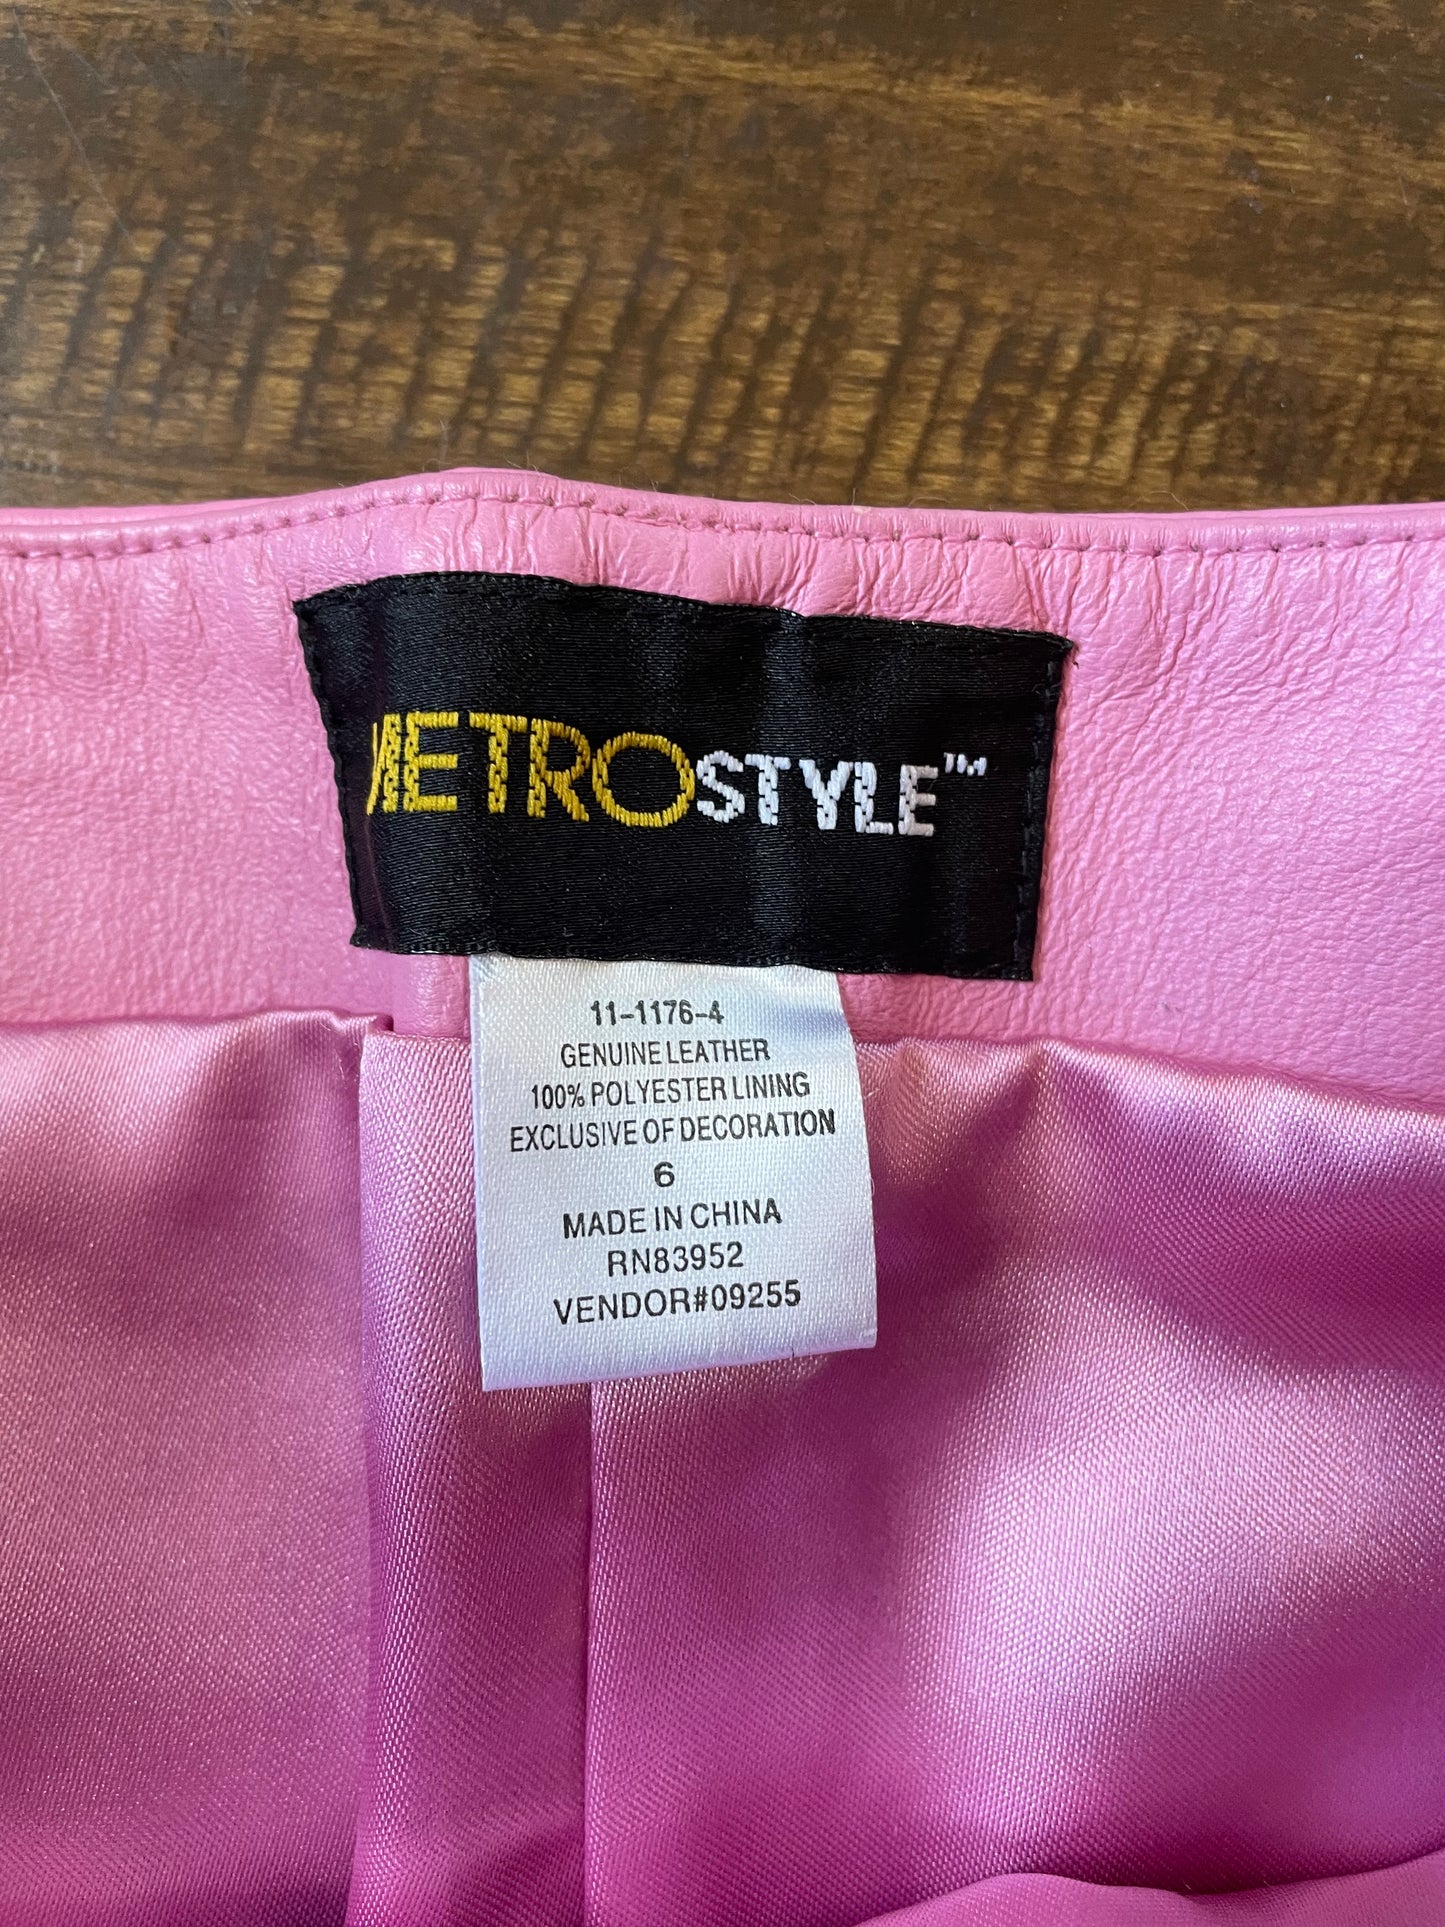 METROSTYLE™
11-1176-4
GENUINE LEATHER
100% POLYESTER LINING
EXCLUSIVE OF DECORATION
6
MADE IN CHINA
RN83952
VENDOR#09255